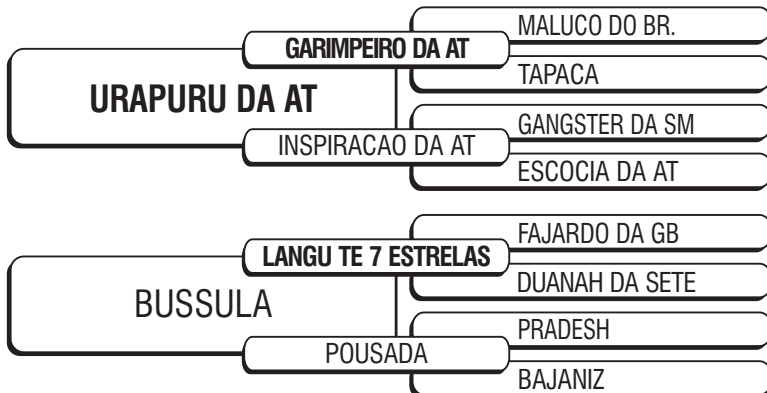 MALUCO DO BR.
GARIMPEIRO DA AT
TAPACA
URAPURU DA AT
GANGSTER DA SM
INSPIRACAO DA AT
ESCOCIA DA AT
FAJARDO DA GB
LANGU TE 7 ESTRELAS
DUANAH DA SETE
BUSSULA
PRADESH
POUSADA
BAJANIZ